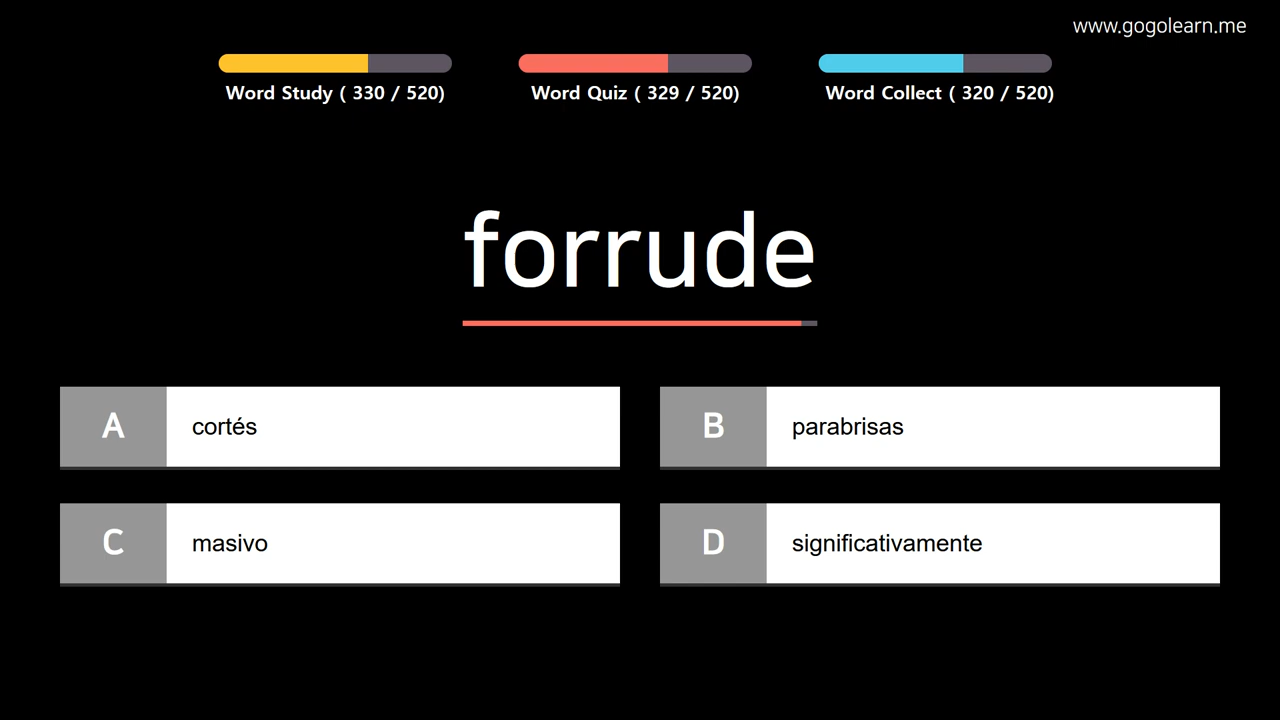 www.gogolearn.me
Word Study ( 330 / 520)
Word Quiz ( 329 / 520)
Word Collect ( 320 / 520)
forrude
A cortés
B parabrisas
C masivo
D significativamente